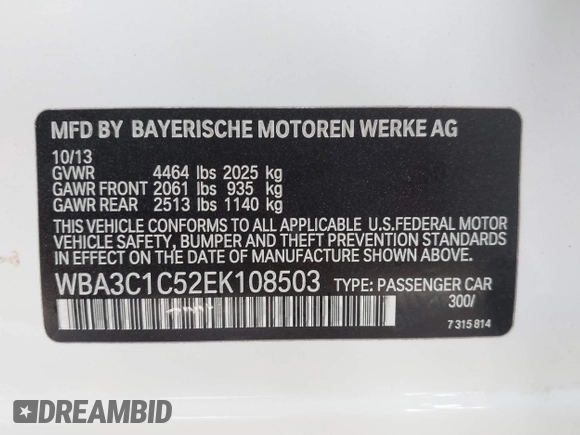 MFD BY BAYERISCHE MOTOREN WERKE AG
10/13
GVWR 4464 lbs 2025 kg
GAWR FRONT 2061 lbs 935 kg
GAWR REAR 2513 lbs 1140 kg
THIS VEHICLE CONFORMS TO ALL APPLICABLE U.S.FEDERAL MOTOR
VEHICLE SAFETY, BUMPER AND THEFT PREVENTION STANDARDS
IN EFFECT ON THE DATE OF MANUFACTURE SHOWN ABOVE.
WBA3C1C52EK108503 TYPE: PASSENGER CAR
300/
7 315 814
DREAMBID